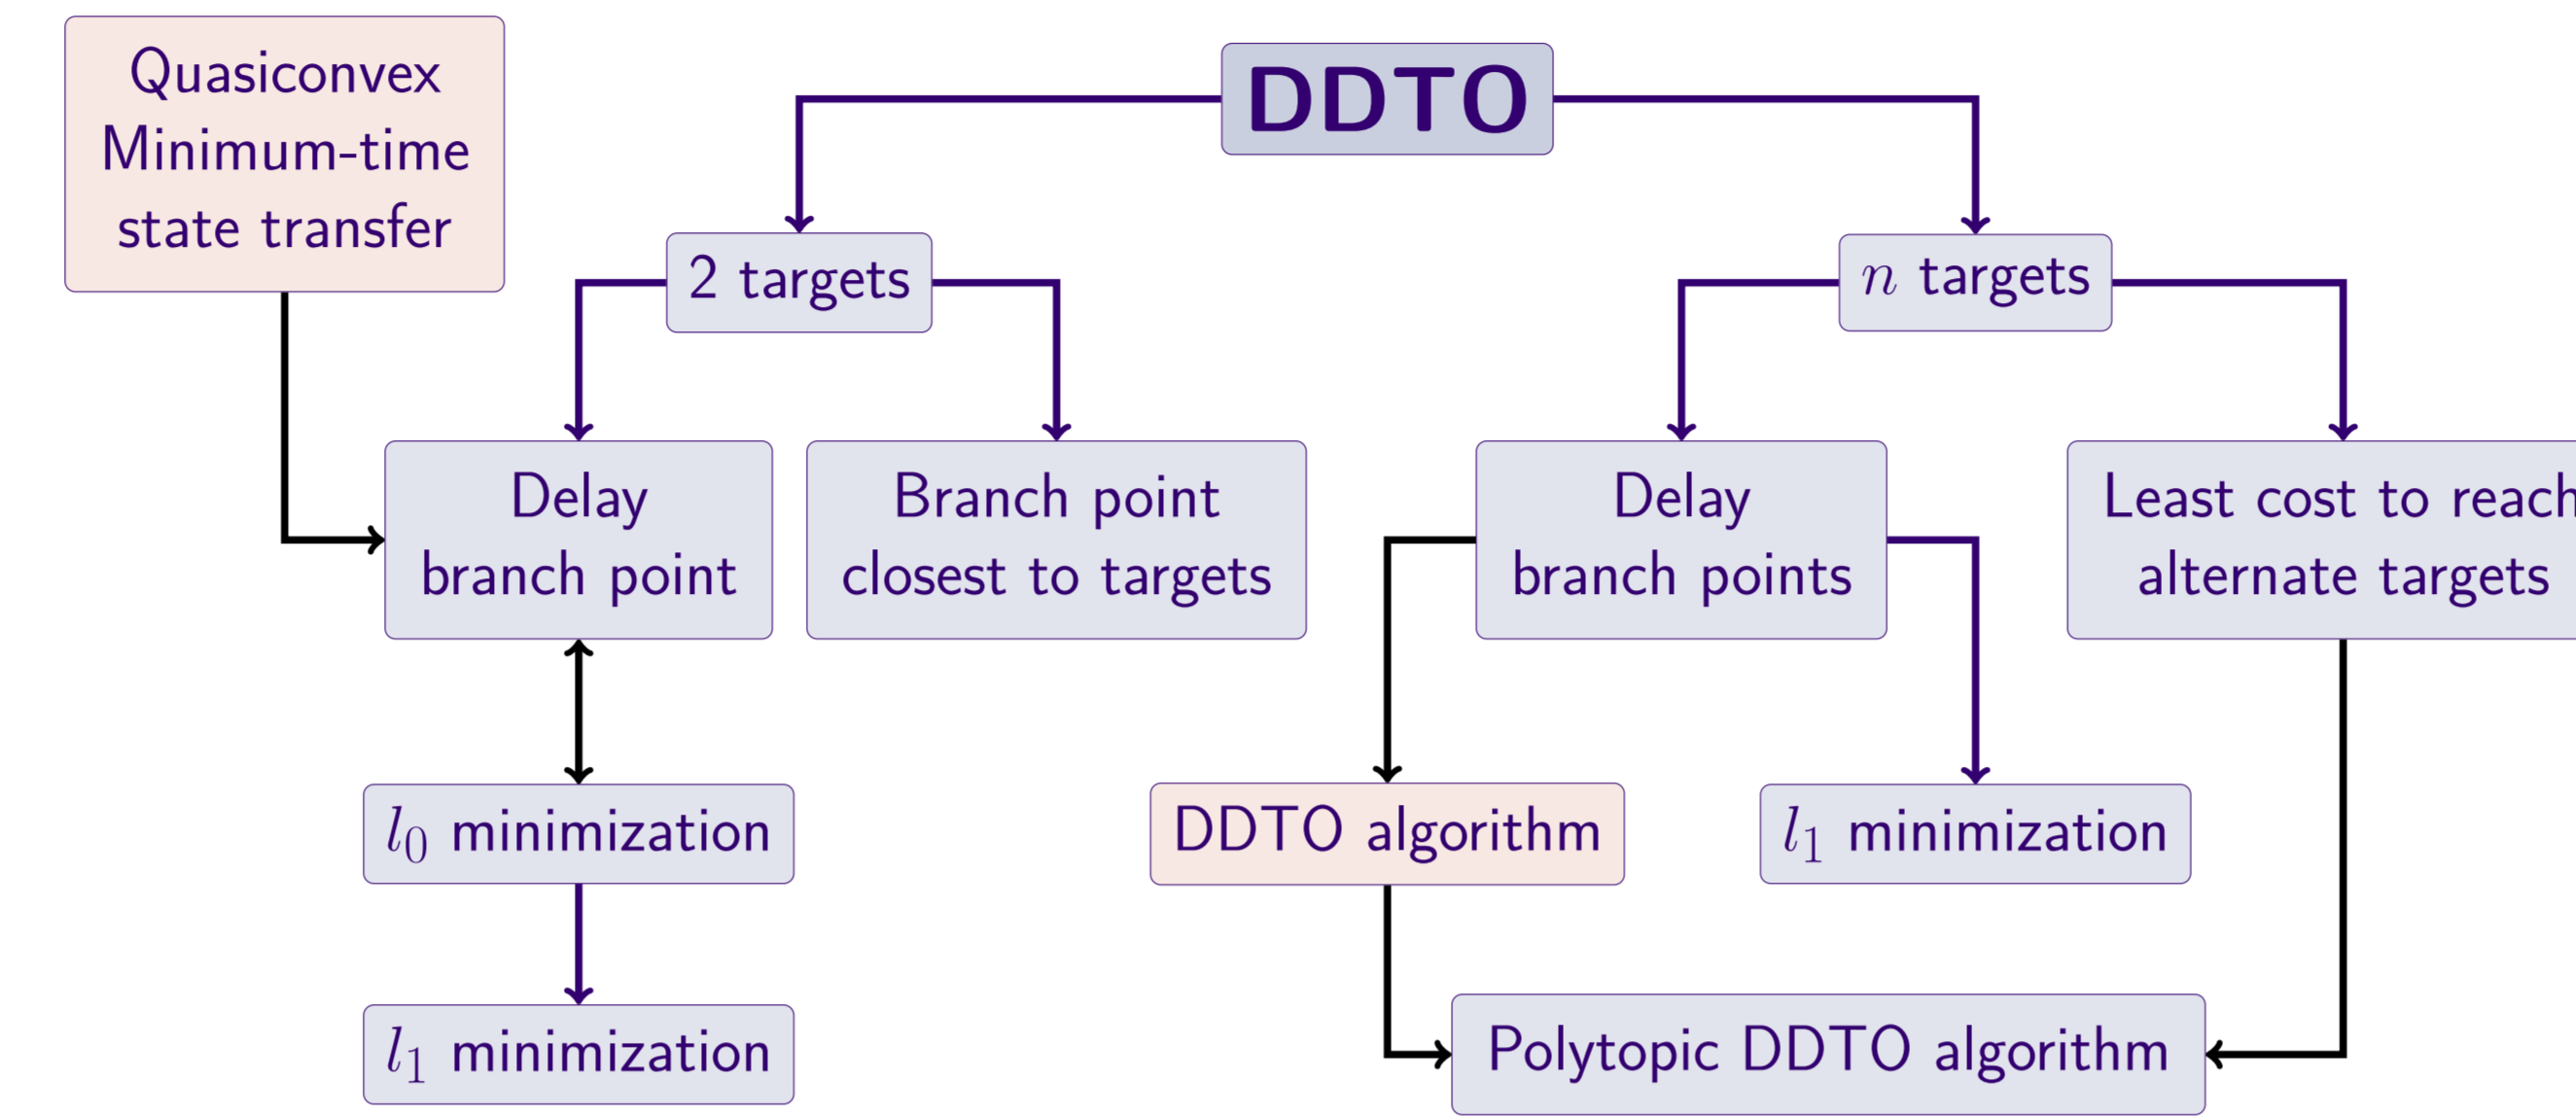 Quasiconvex
Minimum-time
state transfer
DDTO
2 targets
n targets
Delay
branch point
Branch point
closest to targets
Delay
branch points
Least cost to reach
alternate targets
l₀ minimization
DDTO algorithm
l₁ minimization
l₁ minimization
Polytopic DDTO algorithm